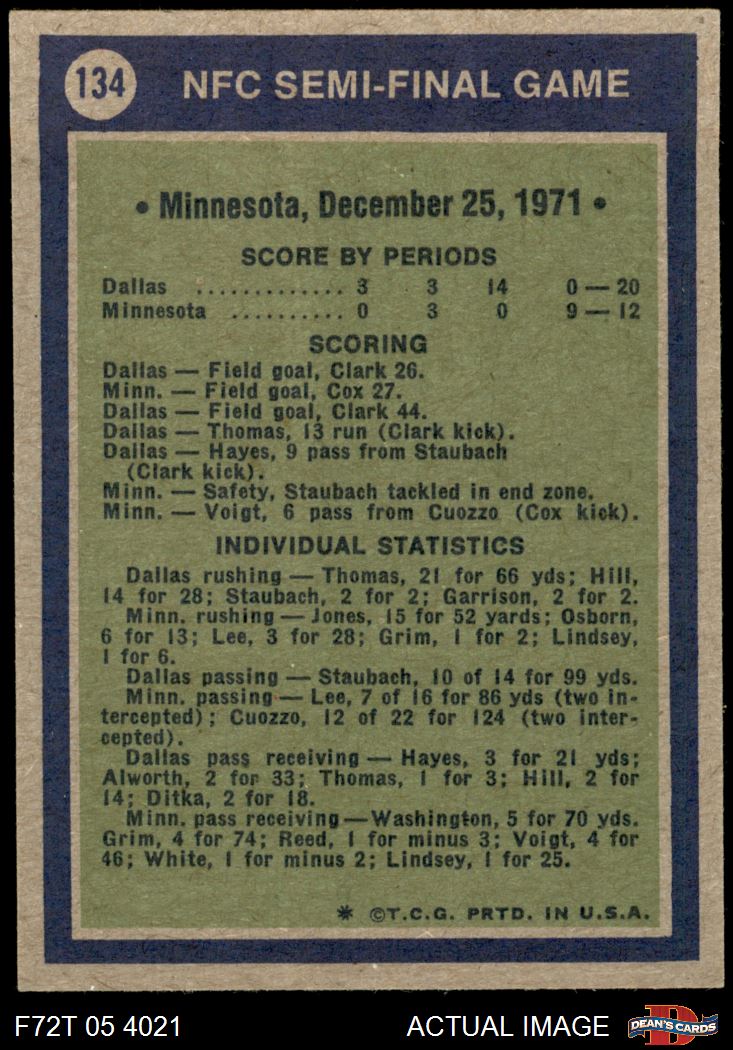 134 NFC SEMI-FINAL GAME
• Minnesota, December 25, 1971 •
SCORE BY PERIODS
Dallas ............. 3 3 14 0 — 20
Minnesota .......... 0 3 0 9 — 12
SCORING
Dallas — Field goal, Clark 26.
Minn. — Field goal, Cox 27.
Dallas — Field goal, Clark 44.
Dallas — Thomas, 13 run (Clark kick).
Dallas — Hayes, 9 pass from Staubach
(Clark kick).
Minn. — Safety, Staubach tackled in end zone.
Minn. — Voigt, 6 pass from Cuozzo (Cox kick).
INDIVIDUAL STATISTICS
Dallas rushing — Thomas, 21 for 66 yds; Hill,
14 for 28; Staubach, 2 for 2; Garrison, 2 for 2.
Minn. rushing — Jones, 15 for 52 yards; Osborn,
6 for 13; Lee, 3 for 28; Grim, 1 for 2; Lindsey,
1 for 6.
Dallas passing — Staubach, 10 of 14 for 99 yds.
Minn. passing — Lee, 7 of 16 for 86 yds (two in-
tercepted); Cuozzo, 12 of 22 for 124 (two inter-
cepted).
Dallas pass receiving — Hayes, 3 for 21 yds;
Alworth, 2 for 33; Thomas, 1 for 3; Hill, 2 for
14; Ditka, 2 for 18.
Minn. pass receiving — Washington, 5 for 70 yds.
Grim, 4 for 74; Reed, 1 for minus 3; Voigt, 4 for
46; White, 1 for minus 2; Lindsey, 1 for 25.
* ©T.C.G. PRTD. IN U.S.A.
F72T 05 4021 ACTUAL IMAGE D DEAN'S CARDS